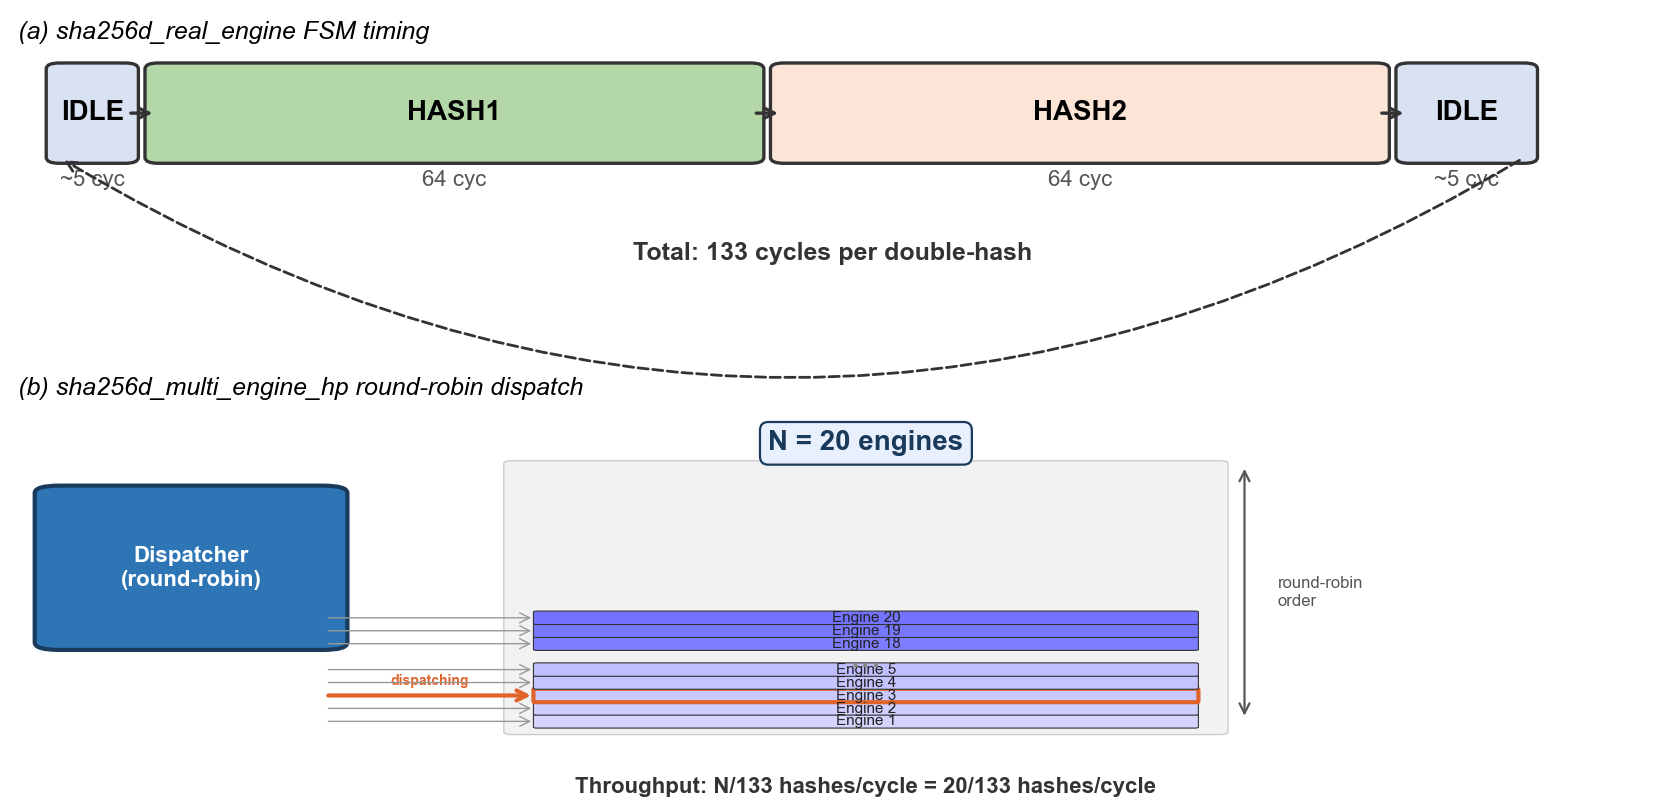 (a) sha256d_real_engine FSM timing
IDLE
HASH1
HASH2
IDLE
~5 cyc
64 cyc
64 cyc
~5 cyc
Total: 133 cycles per double-hash
(b) sha256d_multi_engine_hp round-robin dispatch
N = 20 engines
Dispatcher
(round-robin)
round-robin
order
Engine 20
Engine 19
Engine 18
...
Engine 5
Engine 4
dispatching
Engine 3
Engine 2
Engine 1
Throughput: N/133 hashes/cycle = 20/133 hashes/cycle